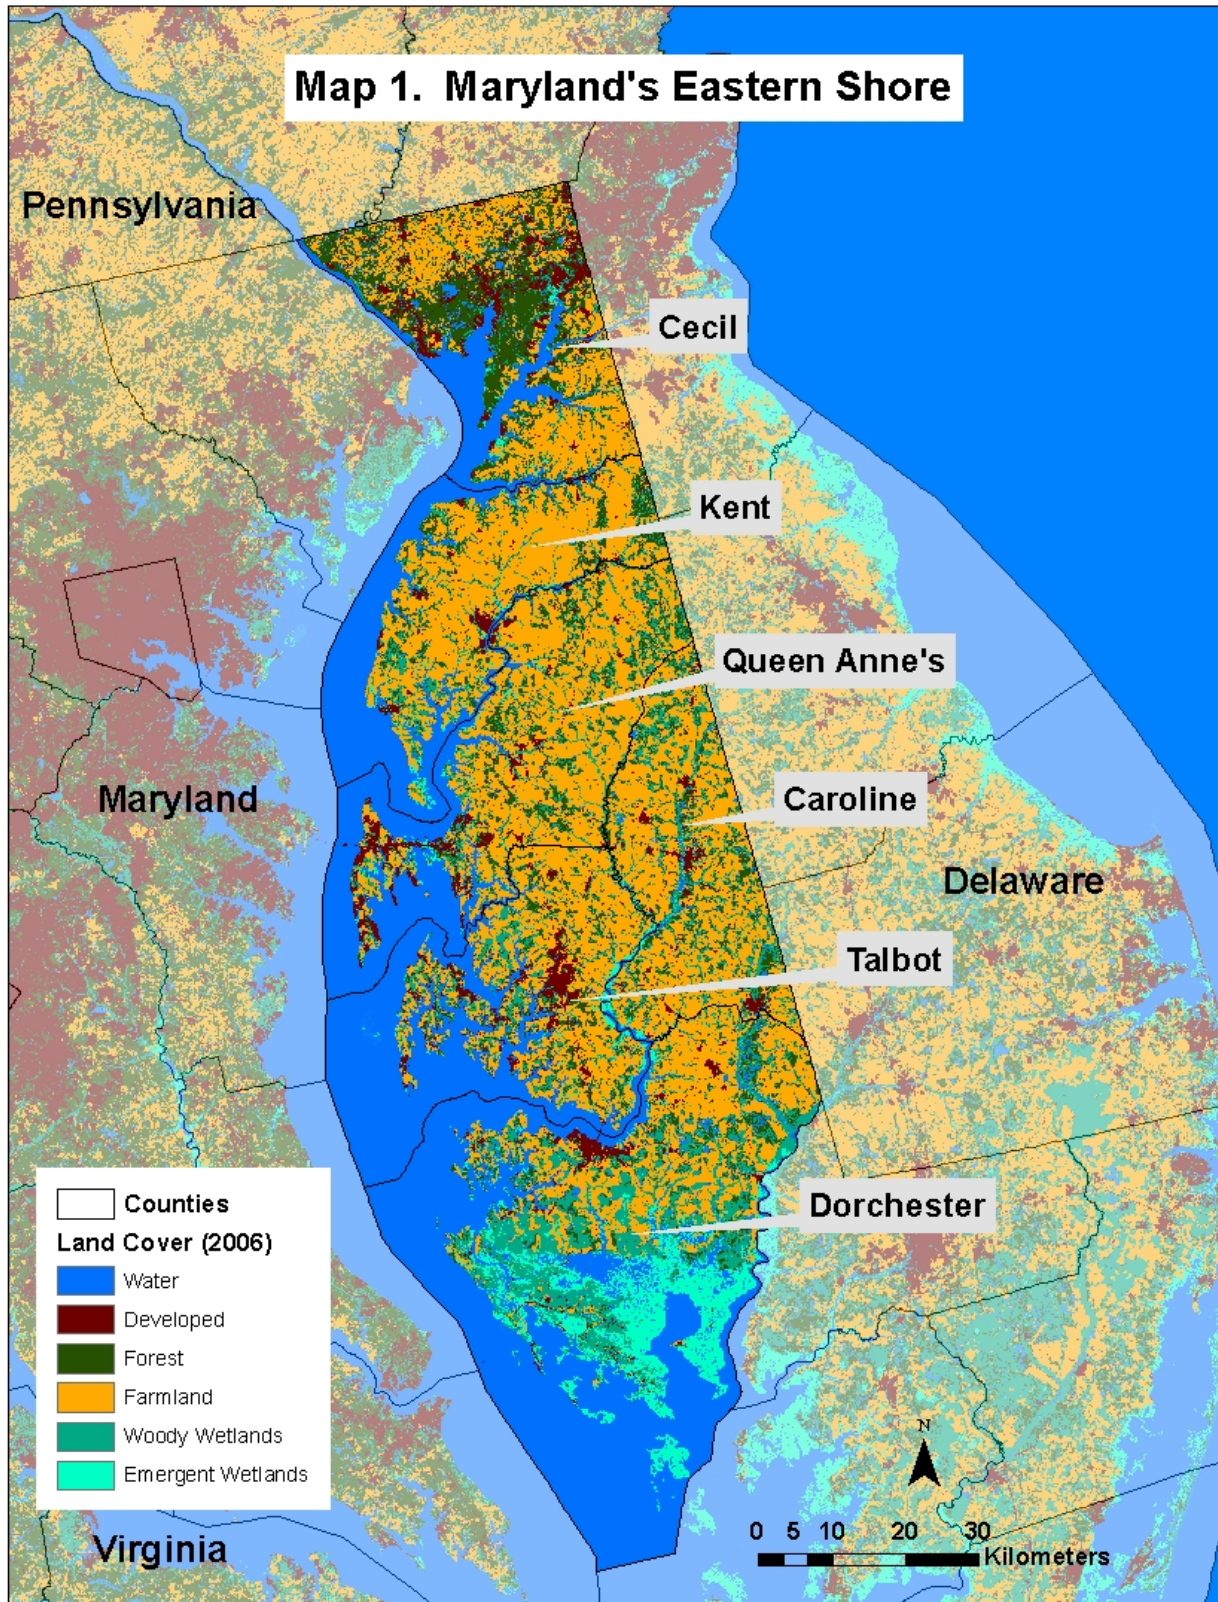 Map 1.  Maryland's Eastern Shore
Pennsylvania
Cecil
Kent
Queen Anne's
Maryland
Caroline
Delaware
Talbot
Dorchester
Counties
Land Cover (2006)
Water
Developed
Forest
Farmland
Woody Wetlands
Emergent Wetlands
Virginia
N
0 5 10 20 30
Kilometers